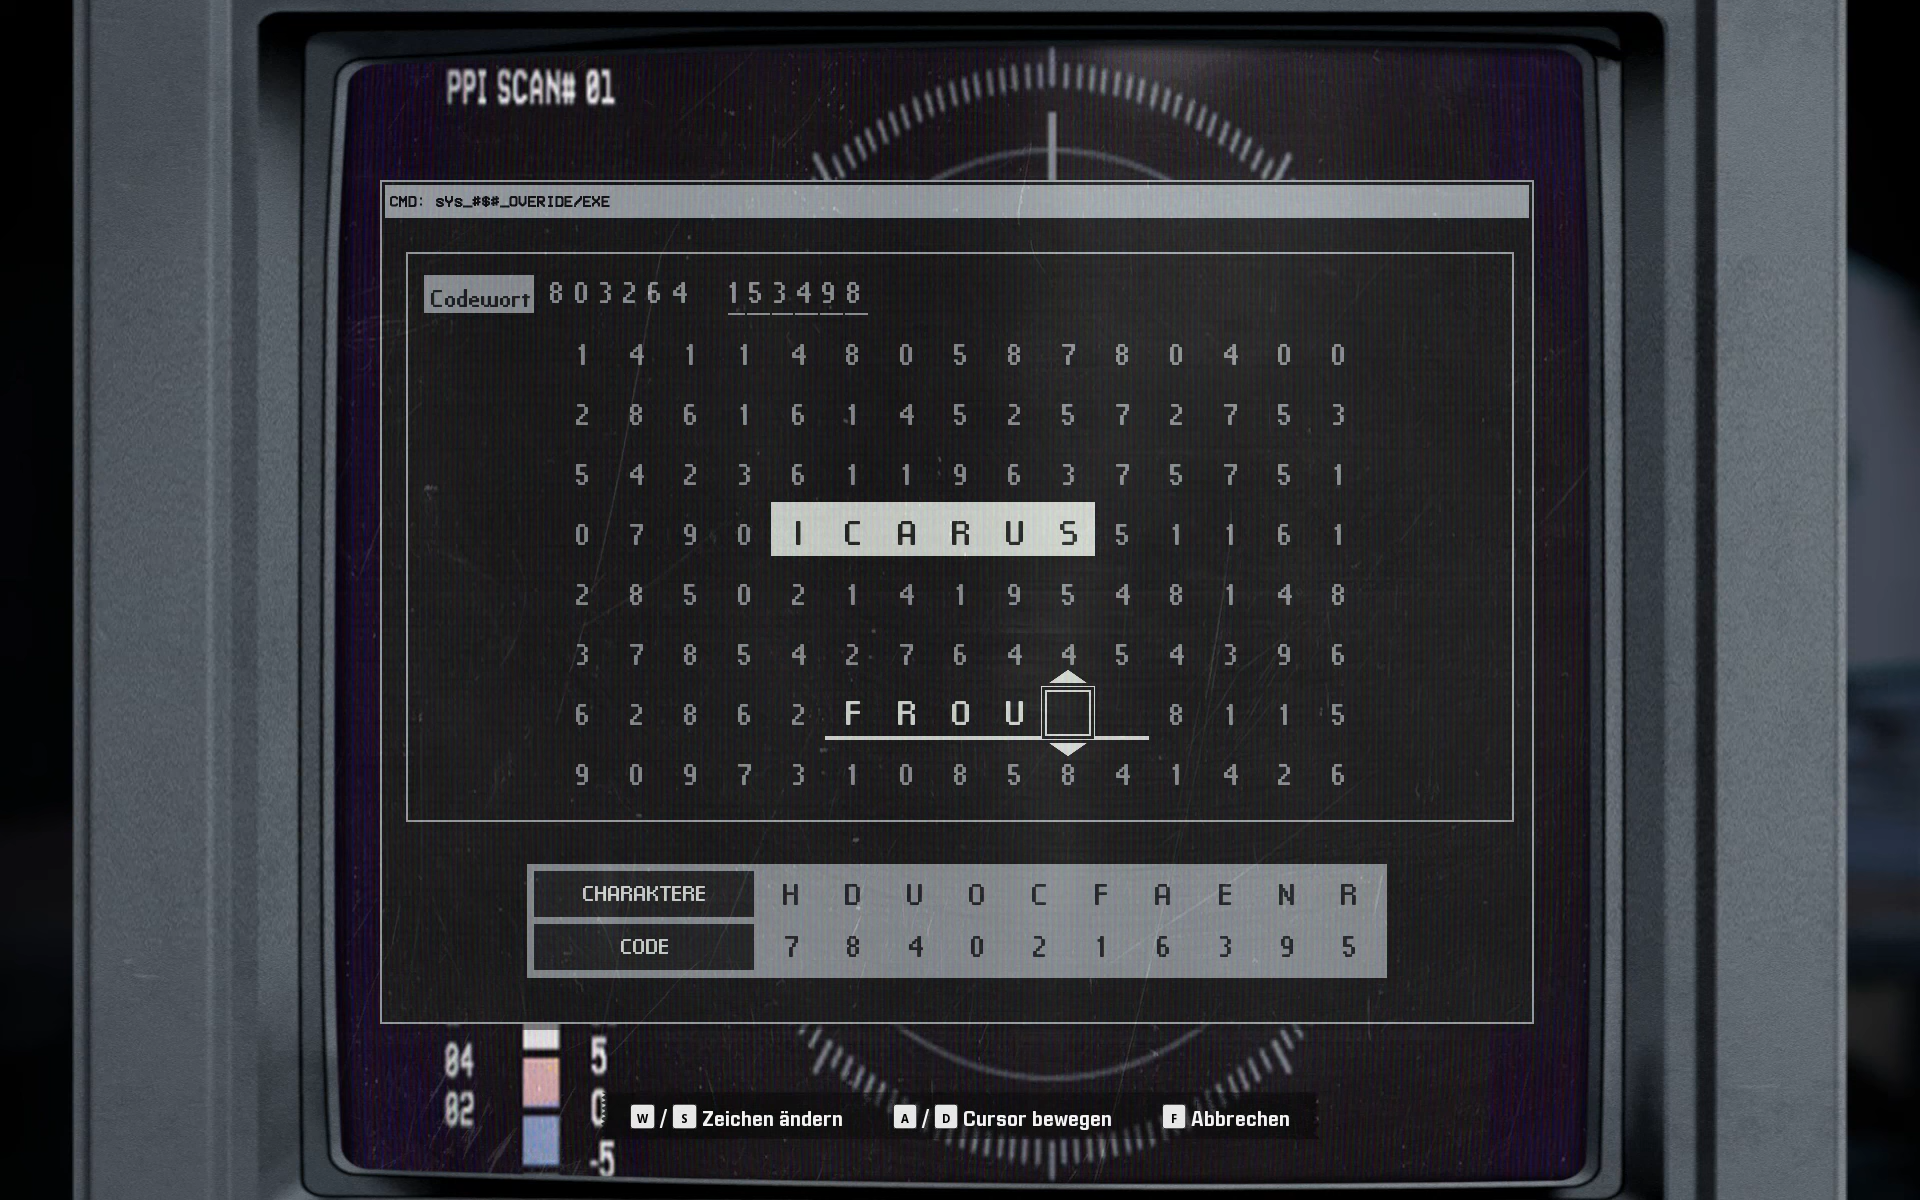 PPI SCAN# 01
CMD: sYs_#$#_OVERIDE/EXE
Codewort 803264 153498
1 4 1 1 4 8 0 5 8 7 8 0 4 0 0
2 8 6 1 6 1 4 5 2 5 7 2 7 5 3
5 4 2 3 6 1 1 9 6 3 7 5 7 5 1
0 7 9 0 I C A R U S 5 1 1 6 1
2 8 5 0 2 1 4 1 9 5 4 8 1 4 8
3 7 8 5 4 2 7 6 4 4 5 4 3 9 6
6 2 8 6 2 F R O U 8 1 1 5
9 0 9 7 3 1 0 8 5 8 4 1 4 2 6
CHARAKTERE H D U O C F A E N R
CODE 7 8 4 0 2 1 6 3 9 5
04 5
02 0
-5
W / S Zeichen ändern A / D Cursor bewegen F Abbrechen